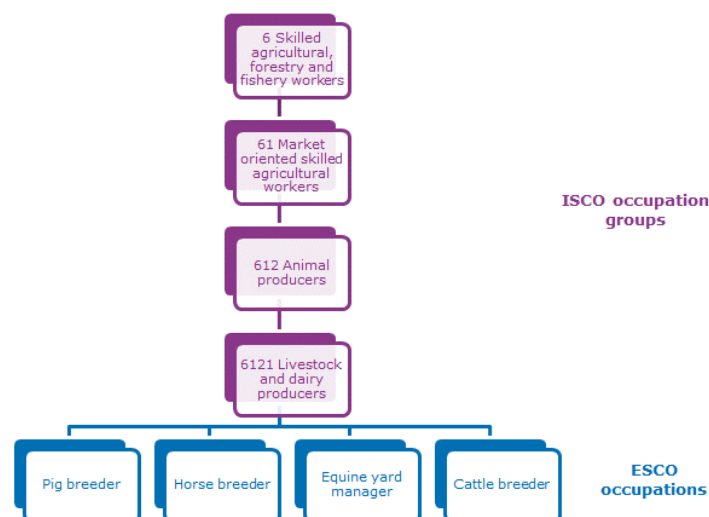 6 Skilled
agricultural,
forestry and
fishery workers
61 Market
oriented skilled
agricultural
workers
ISCO occupation
groups
612 Animal
producers
6121 Livestock
and dairy
producers
Pig breeder
Horse breeder
Equine yard
manager
Cattle breeder
ESCO
occupations